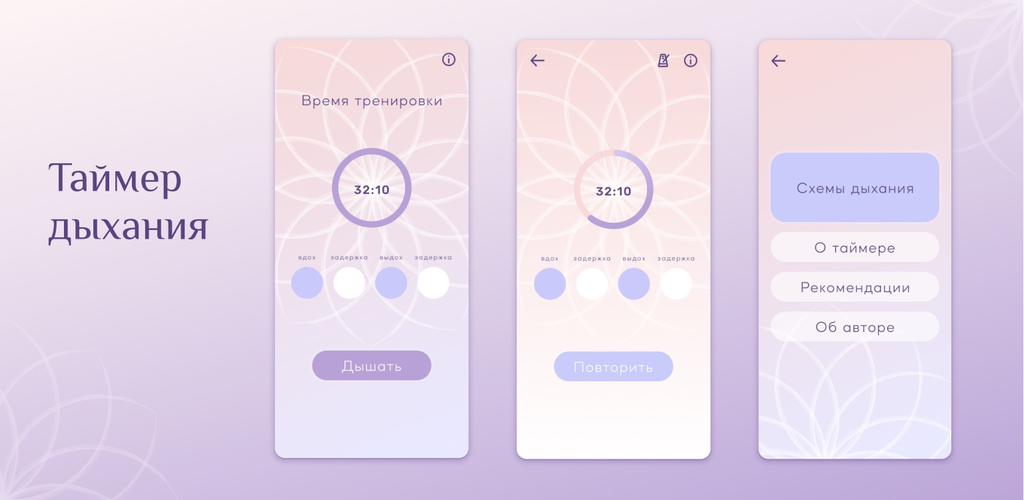 Таймер
дыхания
Время тренировки
32:10
вдох задержка выдох задержка
Дышать
32:10
вдох задержка выдох задержка
Повторить
Схемы дыхания
О таймере
Рекомендации
Об авторе